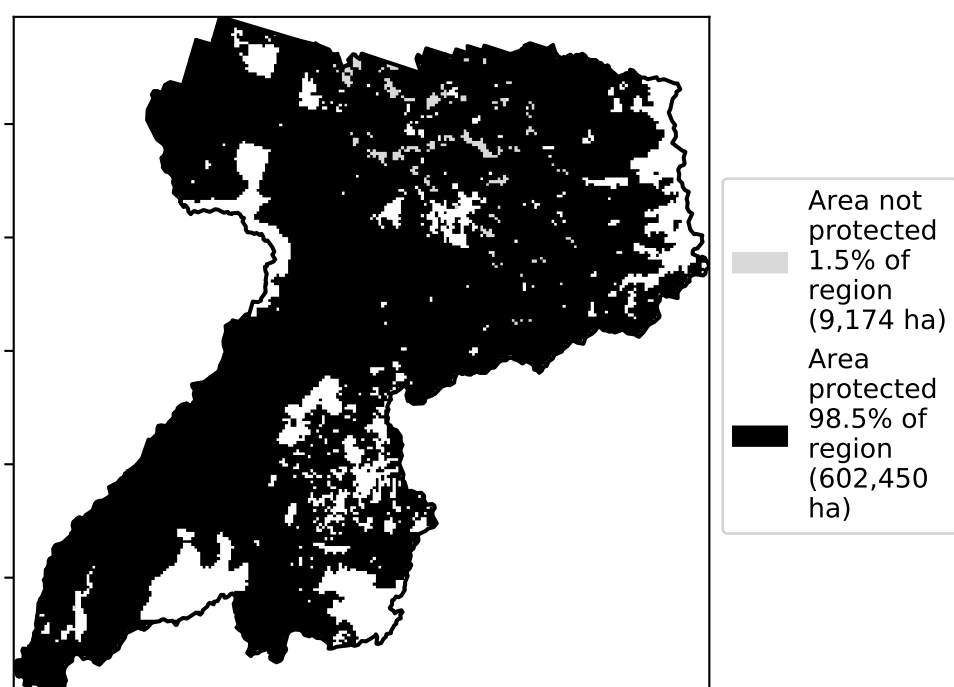 Area not
protected
1.5% of
region
(9,174 ha)
Area
protected
98.5% of
region
(602,450
ha)